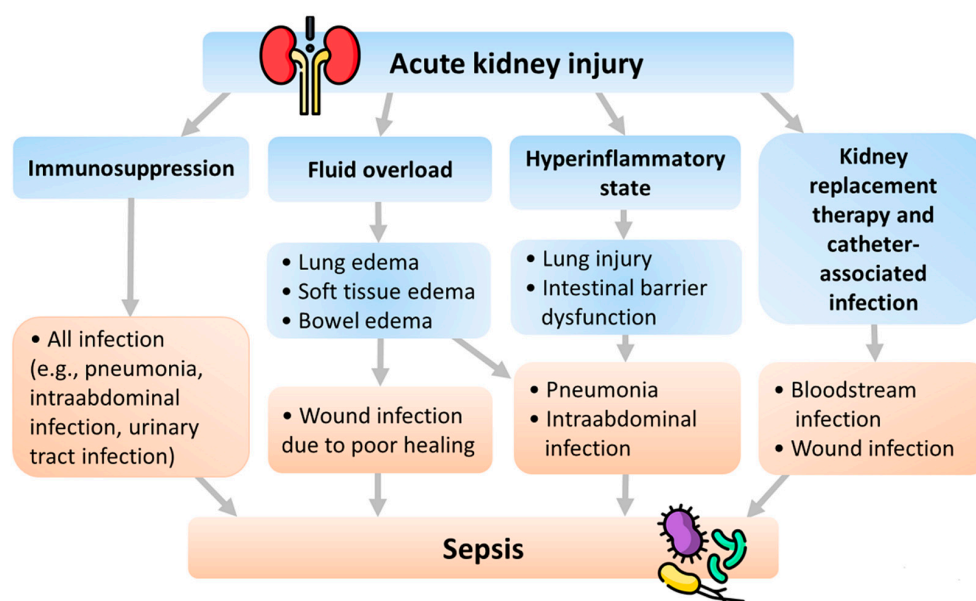 Acute kidney injury
Immunosuppression
Fluid overload
Hyperinflammatory
state
Kidney
replacement
therapy and
catheter-
associated
infection
• Lung edema
• Soft tissue edema
• Bowel edema
• Lung injury
• Intestinal barrier
dysfunction
• All infection
(e.g., pneumonia,
intraabdominal
infection, urinary
tract infection)
• Wound infection
due to poor healing
• Pneumonia
• Intraabdominal
infection
• Bloodstream
infection
• Wound infection
Sepsis